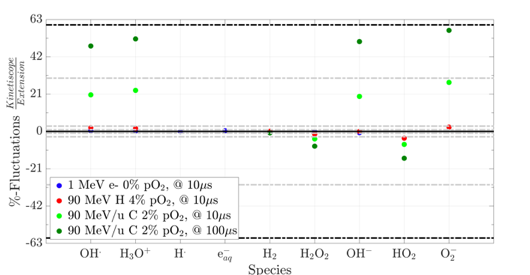 63
42
21
0
-21
-42
-63
%-Fluctuations Kinetiscope/Extension
1 MeV e- 0% pO₂, @ 10μs
90 MeV H 4% pO₂, @ 10μs
90 MeV/u C 2% pO₂, @ 10μs
90 MeV/u C 2% pO₂, @ 100μs
OH· H₃O⁺ H· e⁻aq H₂ H₂O₂ OH⁻ HO₂ O₂⁻
Species